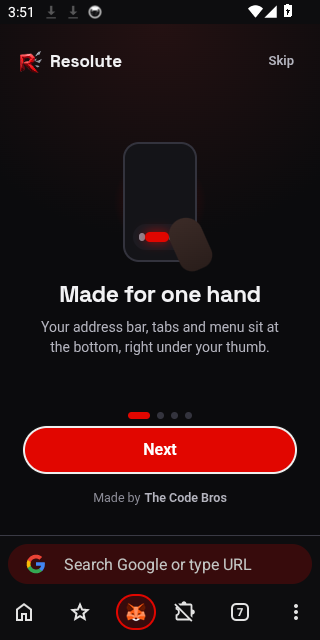 3:51
Resolute
Skip
Made for one hand
Your address bar, tabs and menu sit at
the bottom, right under your thumb.
Next
Made by The Code Bros
Search Google or type URL
7